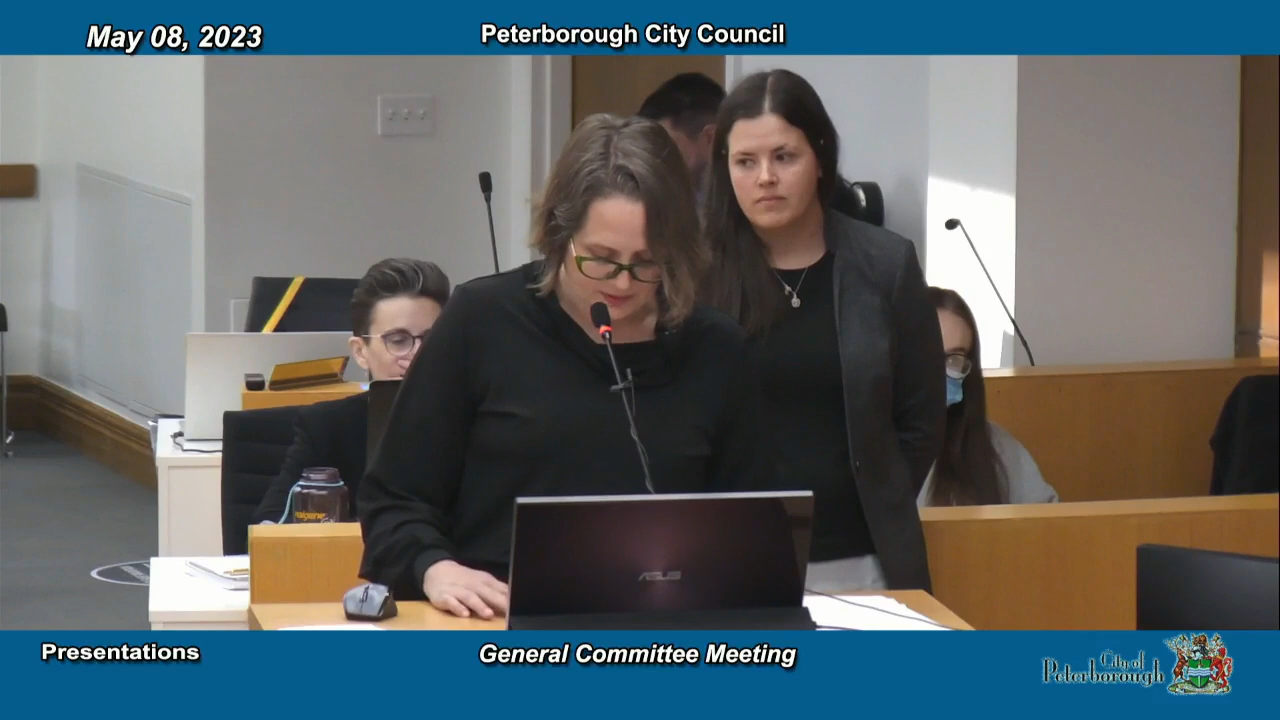 May 08, 2023
Peterborough City Council
ASUS
Presentations
General Committee Meeting
City of
Peterborough